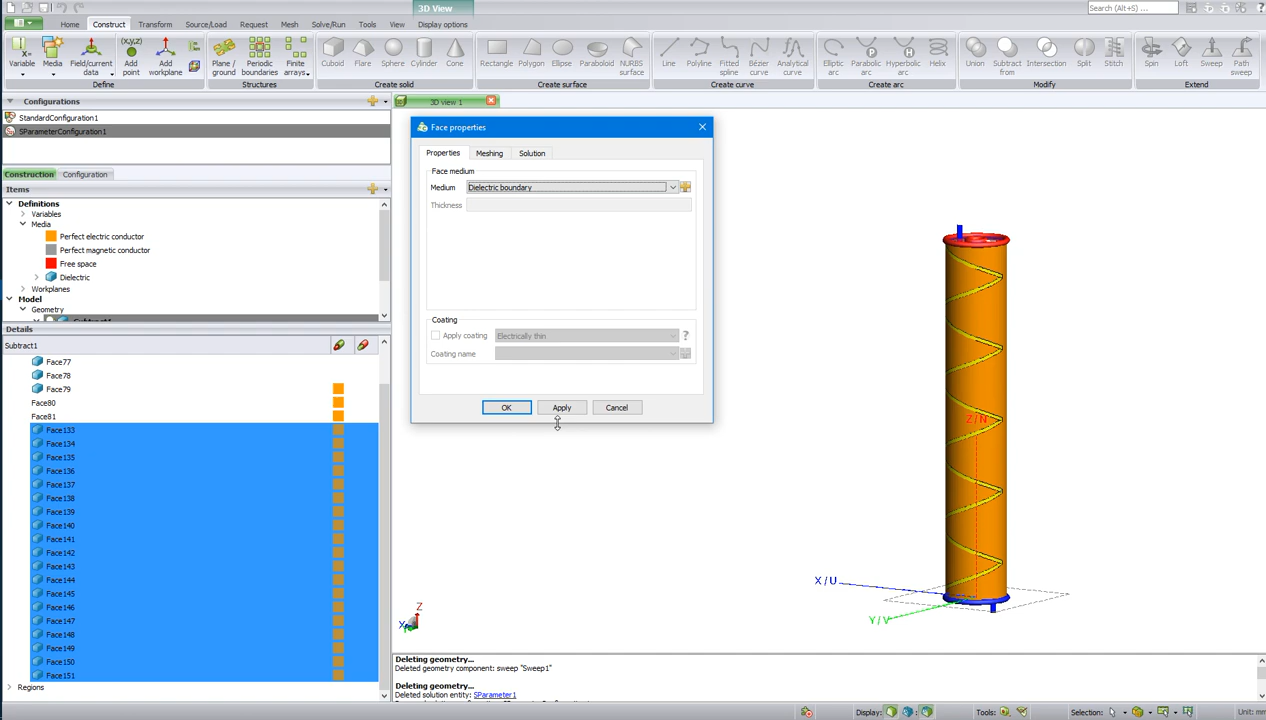 3D View
Search (Alt+S)
Home Construct Transform Source/Load Request Mesh Solve/Run Tools View Display options
Variable Media Field/current data Add point Add workplane Plane / ground Periodic boundaries Finite arrays Cuboid Flare Sphere Cylinder Cone Rectangle Polygon Ellipse Paraboloid NURBS surface Line Polyline Fitted spline Bézier curve Analytical curve Elliptic arc Parabolic arc Hyperbolic arc Helix Union Subtract from Intersection Split Stitch Spin Loft Sweep Path sweep
Define Structures Create solid Create surface Create curve Create arc Modify Extend
Configurations
StandardConfiguration1
SParameterConfiguration1
Construction Configuration
Items
Definitions
Variables
Media
Perfect electric conductor
Perfect magnetic conductor
Free space
Dielectric
Workplanes
Model
Geometry
Details
Subtract1
Face77
Face78
Face79
Face80
Face81
Face133
Face134
Face135
Face136
Face137
Face138
Face139
Face140
Face141
Face142
Face143
Face144
Face145
Face146
Face147
Face148
Face149
Face150
Face151
Regions
3D view 1
Face properties
Properties Meshing Solution
Face medium
Medium Dielectric boundary
Thickness
Coating
Apply coating Electrically thin ?
Coating name
OK Apply Cancel
Z/N
X/U
Y/V
Z
X
Y
Deleting geometry...
Deleted geometry component: sweep "Sweep1"
Deleting geometry...
Deleted solution entity: SParameter1
Display: Tools: Selection: Unit: mm